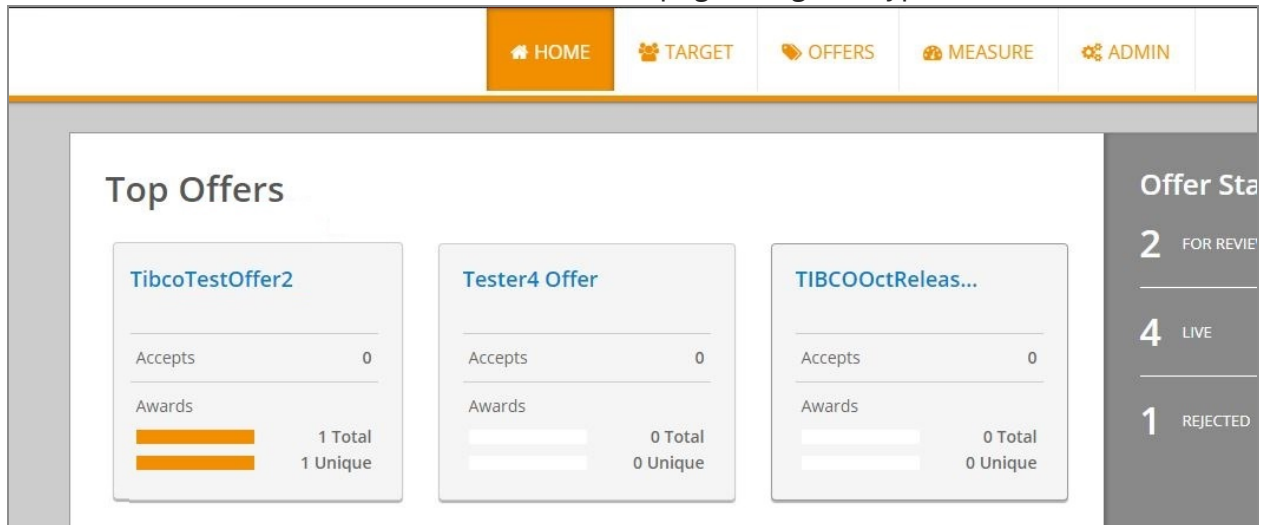 HOME TARGET OFFERS MEASURE ADMIN
Top Offers
TibcoTestOffer2
Accepts 0
Awards
1 Total
1 Unique
Tester4 Offer
Accepts 0
Awards
0 Total
0 Unique
TIBCOOctReleas...
Accepts 0
Awards
0 Total
0 Unique
Offer Sta
2 FOR REVIE
4 LIVE
1 REJECTED